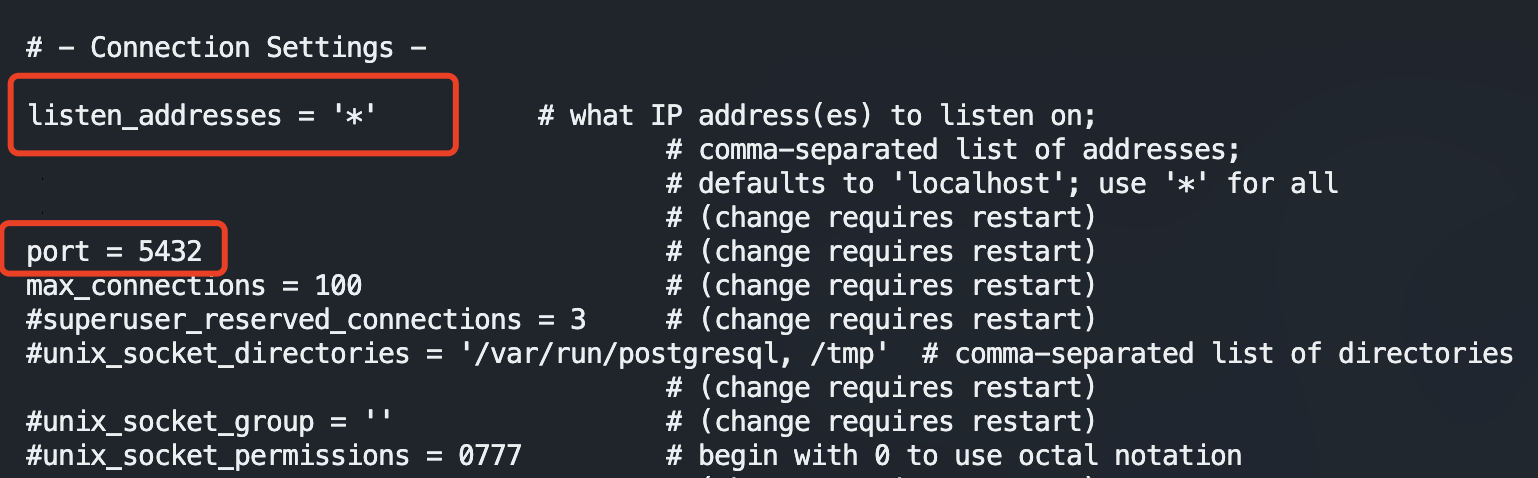 # - Connection Settings -
listen_addresses = '*'         # what IP address(es) to listen on;
                                        # comma-separated list of addresses;
                                        # defaults to 'localhost'; use '*' for all
                                        # (change requires restart)
port = 5432                             # (change requires restart)
max_connections = 100                   # (change requires restart)
#superuser_reserved_connections = 3     # (change requires restart)
#unix_socket_directories = '/var/run/postgresql, /tmp'  # comma-separated list of directories
                                        # (change requires restart)
#unix_socket_group = ''                 # (change requires restart)
#unix_socket_permissions = 0777         # begin with 0 to use octal notation